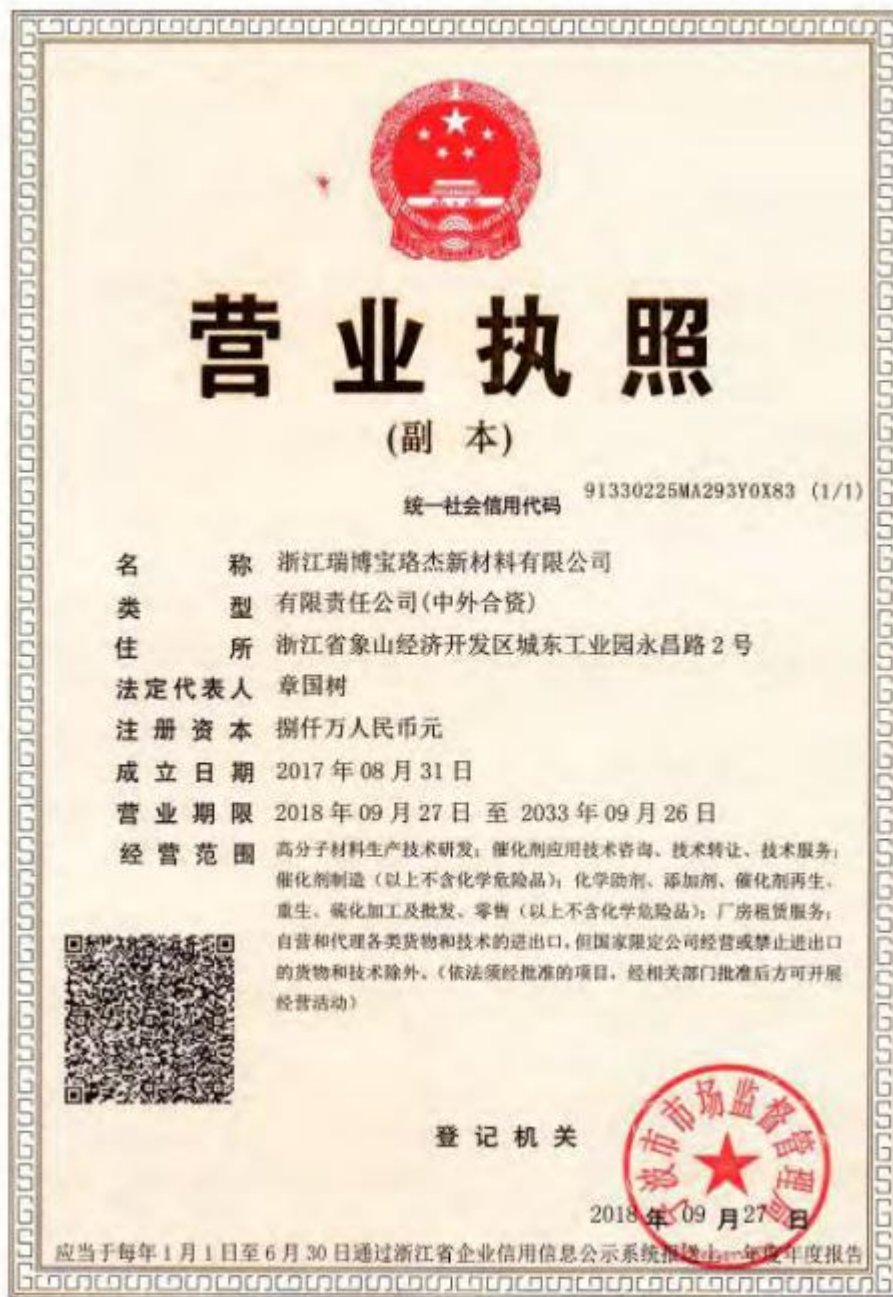 营业执照
(副 本)
统一社会信用代码 91330225MA293Y0X83 (1/1)
名 称 浙江瑞博宝珞杰新材料有限公司
类 型 有限责任公司(中外合资)
住 所 浙江省象山经济开发区城东工业园永昌路2号
法定代表人 章国树
注册资本 捌仟万人民币元
成立日期 2017年08月31日
营业期限 2018年09月27日 至 2033年09月26日
经营范围 高分子材料生产技术研发；催化剂应用技术咨询、技术转让、技术服务；
催化剂制造（以上不含化学危险品）；化学助剂、添加剂、催化剂再生、
重生、硫化加工及批发、零售（以上不含化学危险品）；厂房租赁服务；
自营和代理各类货物和技术的进出口，但国家限定公司经营或禁止进出口
的货物和技术除外。（依法须经批准的项目，经相关部门批准后方可开展
经营活动）
登记机关
宁波市市场监督管理局
2018年09月27日
应当于每年1月1日至6月30日通过浙江省企业信用信息公示系统报送上一年度年度报告